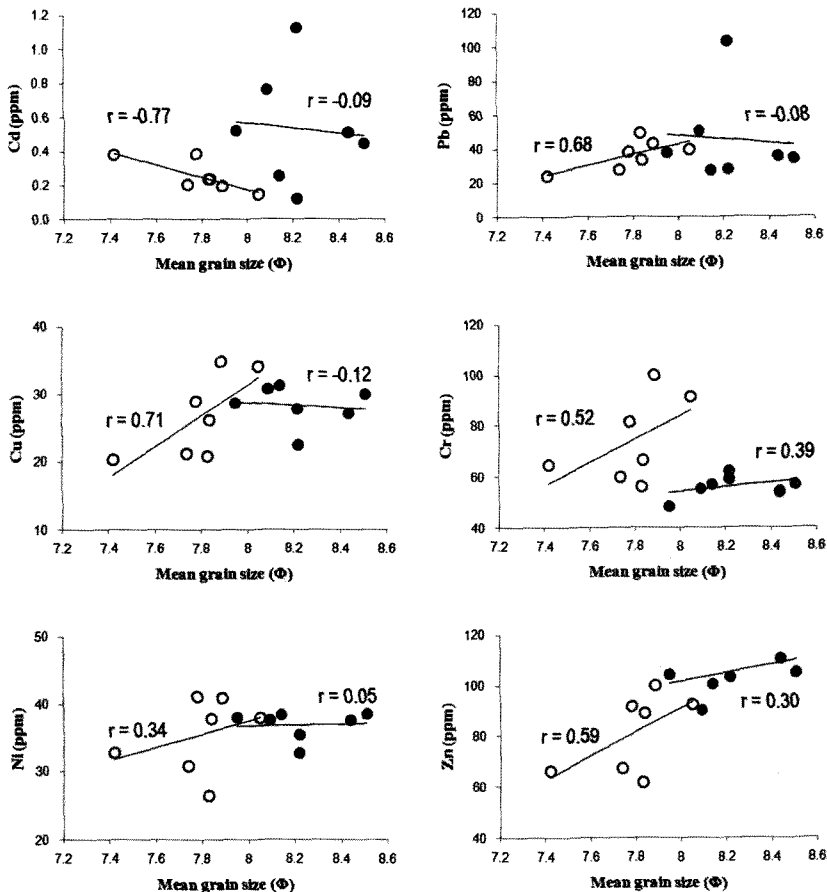 1.2
1.0
0.8
0.6
0.4
0.2
0.0
Cd (ppm)
r = -0.77
r = -0.09
7.2 7.4 7.6 7.8 8 8.2 8.4 8.6
Mean grain size (Φ)
120
100
80
60
40
20
0
Pb (ppm)
r = 0.68
r = -0.08
7.2 7.4 7.6 7.8 8 8.2 8.4 8.6
Mean grain size (Φ)
40
30
20
10
Cu (ppm)
r = 0.71
r = -0.12
7.2 7.4 7.6 7.8 8 8.2 8.4 8.6
Mean grain size (Φ)
120
100
80
60
40
Cr (ppm)
r = 0.52
r = 0.39
7.2 7.4 7.6 7.8 8 8.2 8.4 8.6
Mean grain size (Φ)
50
40
30
20
Ni (ppm)
r = 0.34
r = 0.05
7.2 7.4 7.6 7.8 8 8.2 8.4 8.6
Mean grain size (Φ)
120
100
80
60
40
Zn (ppm)
r = 0.59
r = 0.30
7.2 7.4 7.6 7.8 8 8.2 8.4 8.6
Mean grain size (Φ)